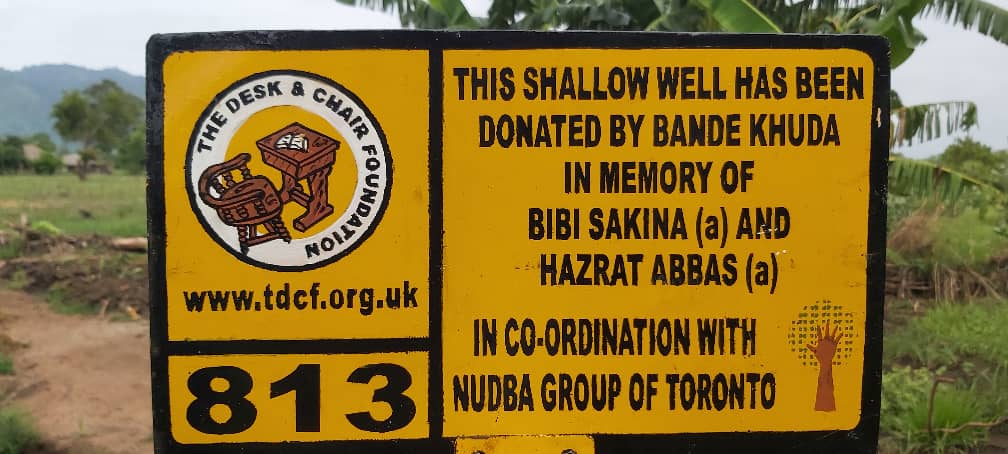 THE DESK & CHAIR FOUNDATION
www.tdcf.org.uk
813
THIS SHALLOW WELL HAS BEEN
DONATED BY BANDE KHUDA
IN MEMORY OF
BIBI SAKINA (a) AND
HAZRAT ABBAS (a)
IN CO-ORDINATION WITH
NUDBA GROUP OF TORONTO